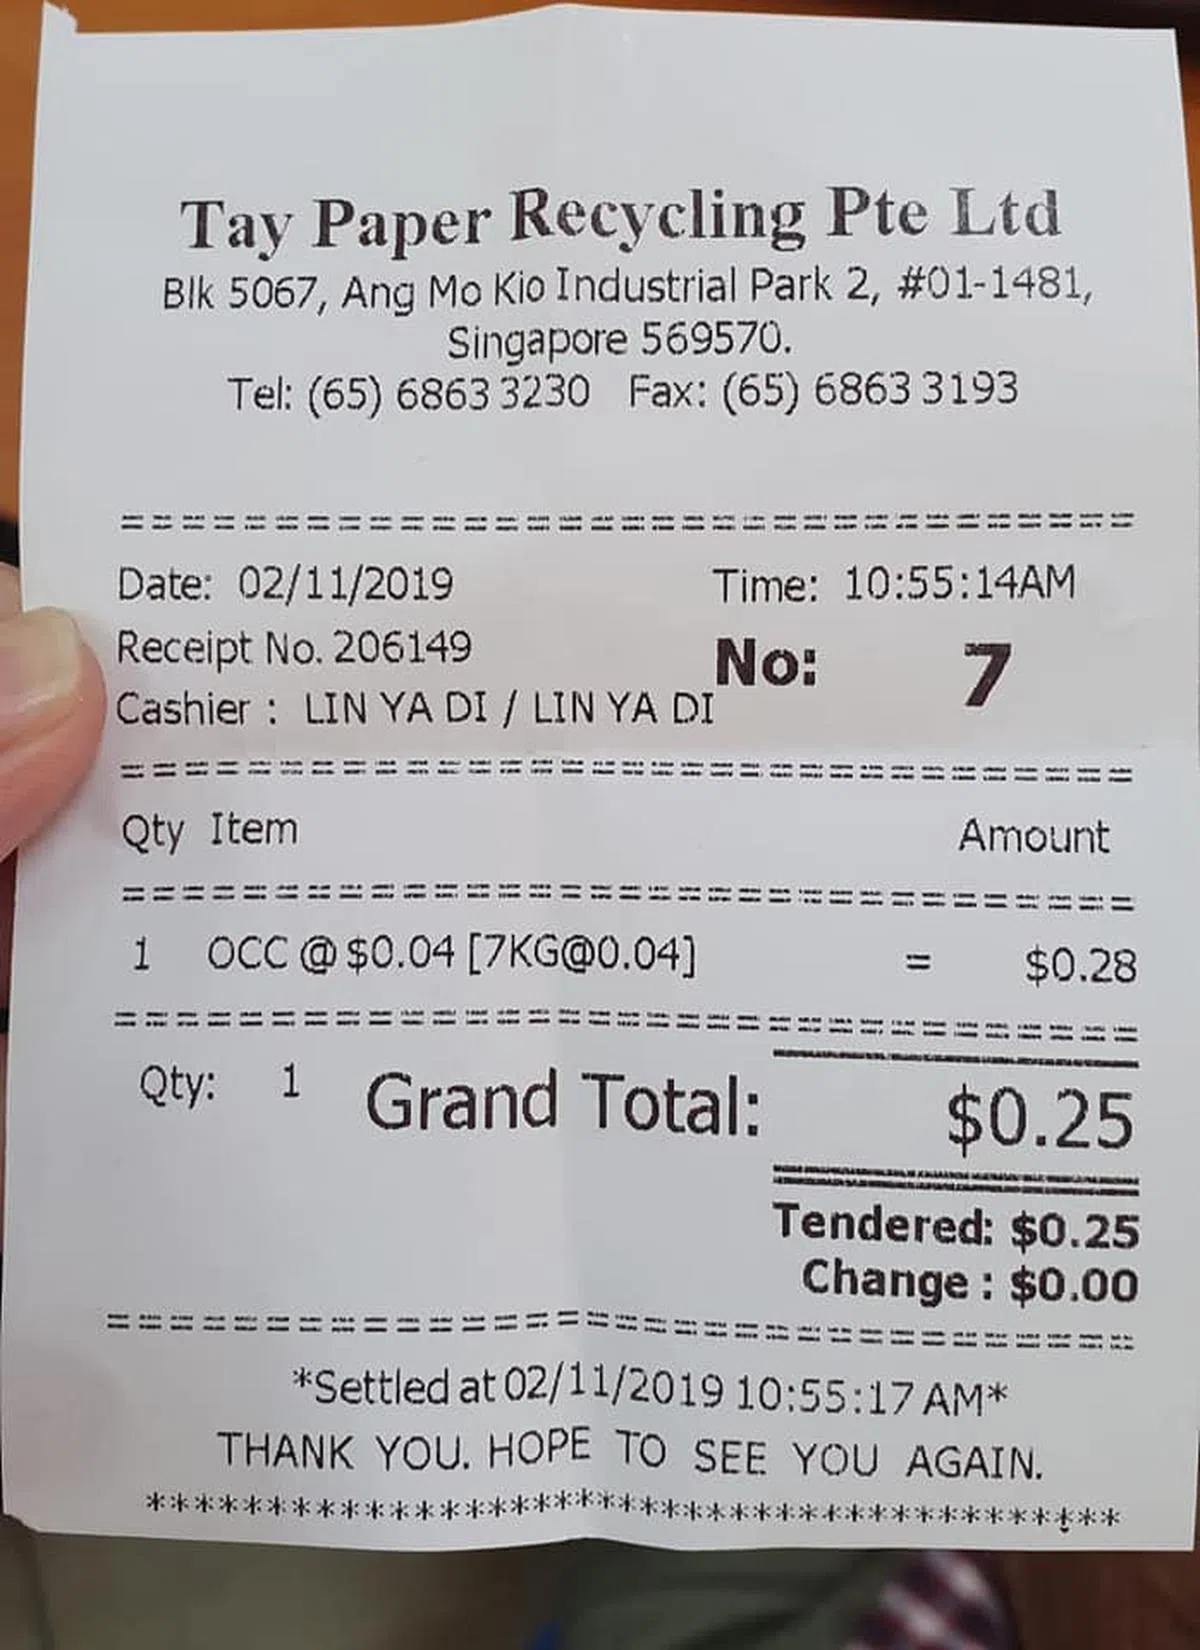 Tay Paper Recycling Pte Ltd
Blk 5067, Ang Mo Kio Industrial Park 2, #01-1481,
Singapore 569570.
Tel: (65) 6863 3230 Fax: (65) 6863 3193
================================
Date: 02/11/2019 Time: 10:55:14AM
Receipt No. 206149 No: 7
Cashier : LIN YA DI / LIN YA DI
================================
Qty Item Amount
================================
1 OCC @ $0.04 [7KG@0.04] = $0.28
================================
Qty: 1 Grand Total: $0.25
Tendered: $0.25
Change : $0.00
================================
*Settled at 02/11/2019 10:55:17 AM*
THANK YOU. HOPE TO SEE YOU AGAIN.
****************************************